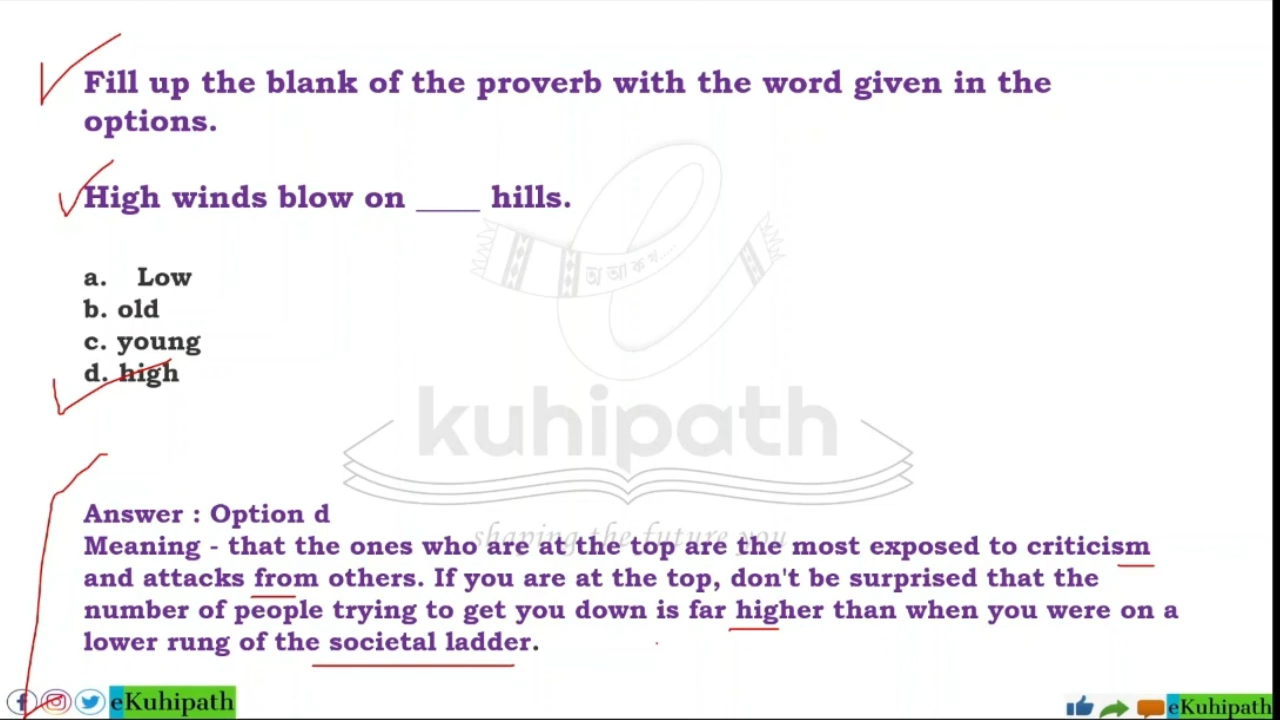 Fill up the blank of the proverb with the word given in the
options.
High winds blow on ____ hills.
a. Low
b. old
c. young
d. high
অ আ ক খ.....
kuhipath
shaping the future you
Answer : Option d
Meaning - that the ones who are at the top are the most exposed to criticism
and attacks from others. If you are at the top, don't be surprised that the
number of people trying to get you down is far higher than when you were on a
lower rung of the societal ladder.
eKuhipath
eKuhipath